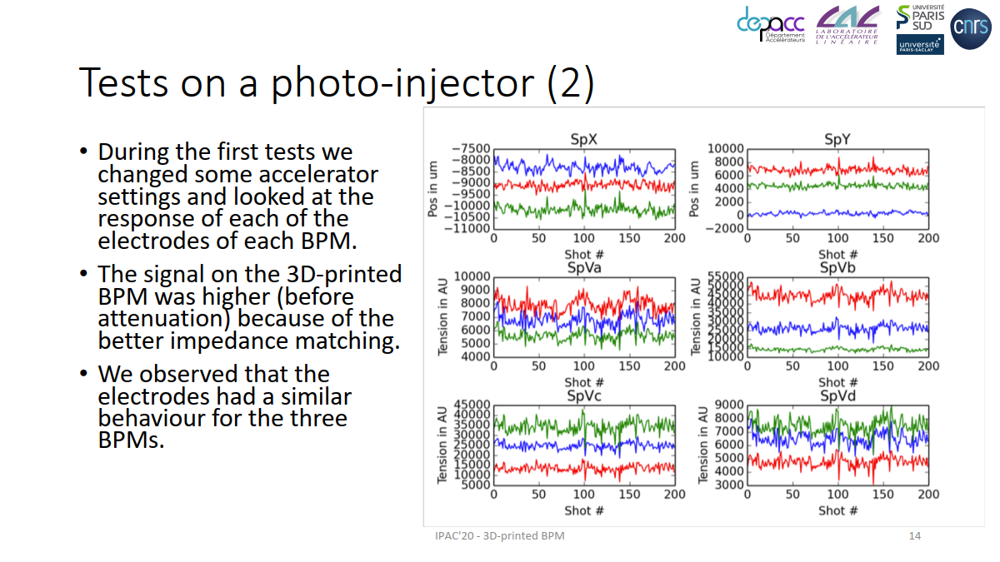 depacc
Département
Accélérateurs
LABORATOIRE
DE L'ACCÉLÉRATEUR
LINÉAIRE
UNIVERSITÉ
PARIS
SUD
université
PARIS-SACLAY
cnrs
Tests on a photo-injector (2)
• During the first tests we
changed some accelerator
settings and looked at the
response of each of the
electrodes of each BPM.
• The signal on the 3D-printed
BPM was higher (before
attenuation) because of the
better impedance matching.
• We observed that the
electrodes had a similar
behaviour for the three
BPMs.
SpX
Pos in um
−7500
−8000
−8500
−9000
−9500
−10000
−10500
−11000
0 50 100 150 200
Shot #
SpY
Pos in um
10000
8000
6000
4000
2000
0
−2000
0 50 100 150 200
Shot #
SpVa
Tension in AU
10000
9000
8000
7000
6000
5000
4000
0 50 100 150 200
Shot #
SpVb
Tension in AU
55000
50000
45000
40000
35000
30000
25000
20000
15000
10000
0 50 100 150 200
Shot #
SpVc
Tension in AU
45000
40000
35000
30000
25000
20000
15000
10000
5000
0 50 100 150 200
Shot #
SpVd
Tension in AU
9000
8000
7000
6000
5000
4000
3000
0 50 100 150 200
Shot #
IPAC'20 - 3D-printed BPM
14